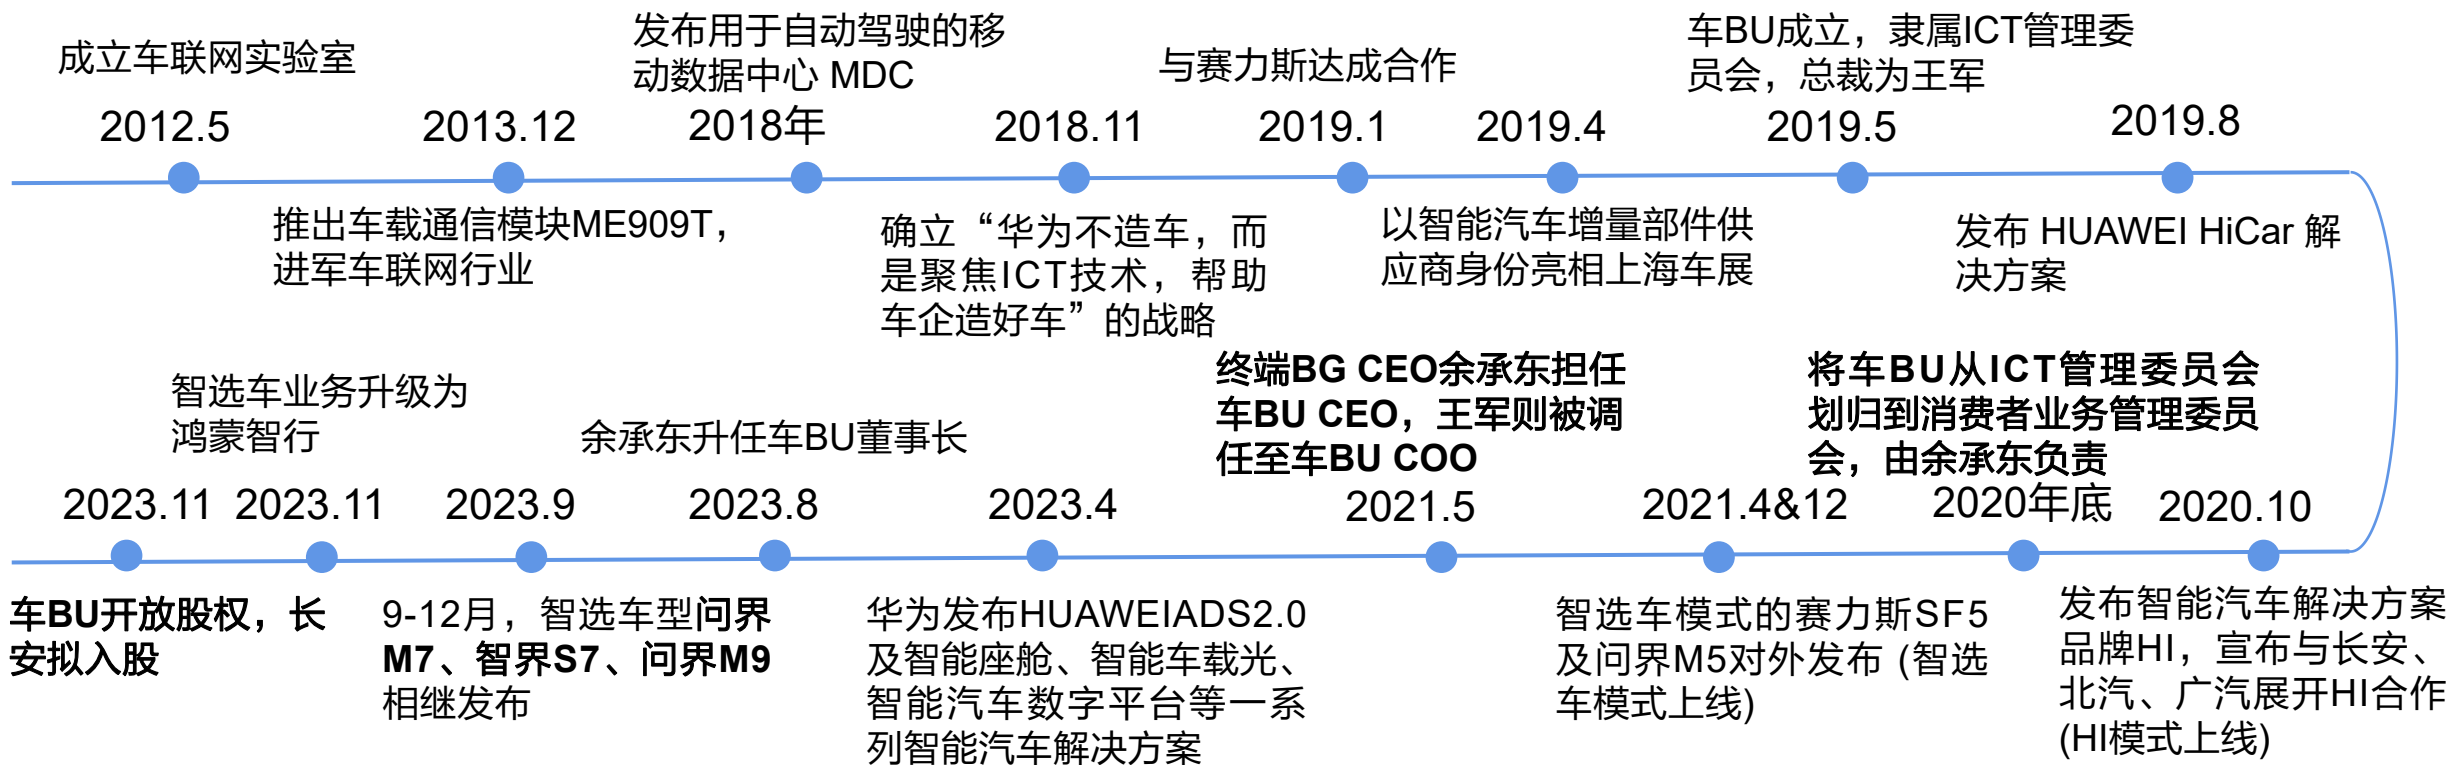 成立车联网实验室
2012.5
推出车载通信模块ME909T，
进军车联网行业
2013.12
发布用于自动驾驶的移
动数据中心 MDC
2018年
2018.11
确立“华为不造车，而
是聚焦ICT技术，帮助
车企造好车”的战略
与赛力斯达成合作
2019.1
2019.4
以智能汽车增量部件供
应商身份亮相上海车展
车BU成立，隶属ICT管理委
员会，总裁为王军
2019.5
2019.8
发布 HUAWEI HiCar 解
决方案
2020.10
发布智能汽车解决方案
品牌HI，宣布与长安、
北汽、广汽展开HI合作
(HI模式上线)
将车BU从ICT管理委员会
划归到消费者业务管理委员
会，由余承东负责
2020年底
2021.4&12
智选车模式的赛力斯SF5
及问界M5对外发布 (智选
车模式上线)
终端BG CEO余承东担任
车BU CEO，王军则被调
任至车BU COO
2021.5
2023.4
华为发布HUAWEIADS2.0
及智能座舱、智能车载光、
智能汽车数字平台等一系
列智能汽车解决方案
余承东升任车BU董事长
2023.8
2023.9
9-12月，智选车型问界
M7、智界S7、问界M9
相继发布
智选车业务升级为
鸿蒙智行
2023.11
2023.11
车BU开放股权，长
安拟入股